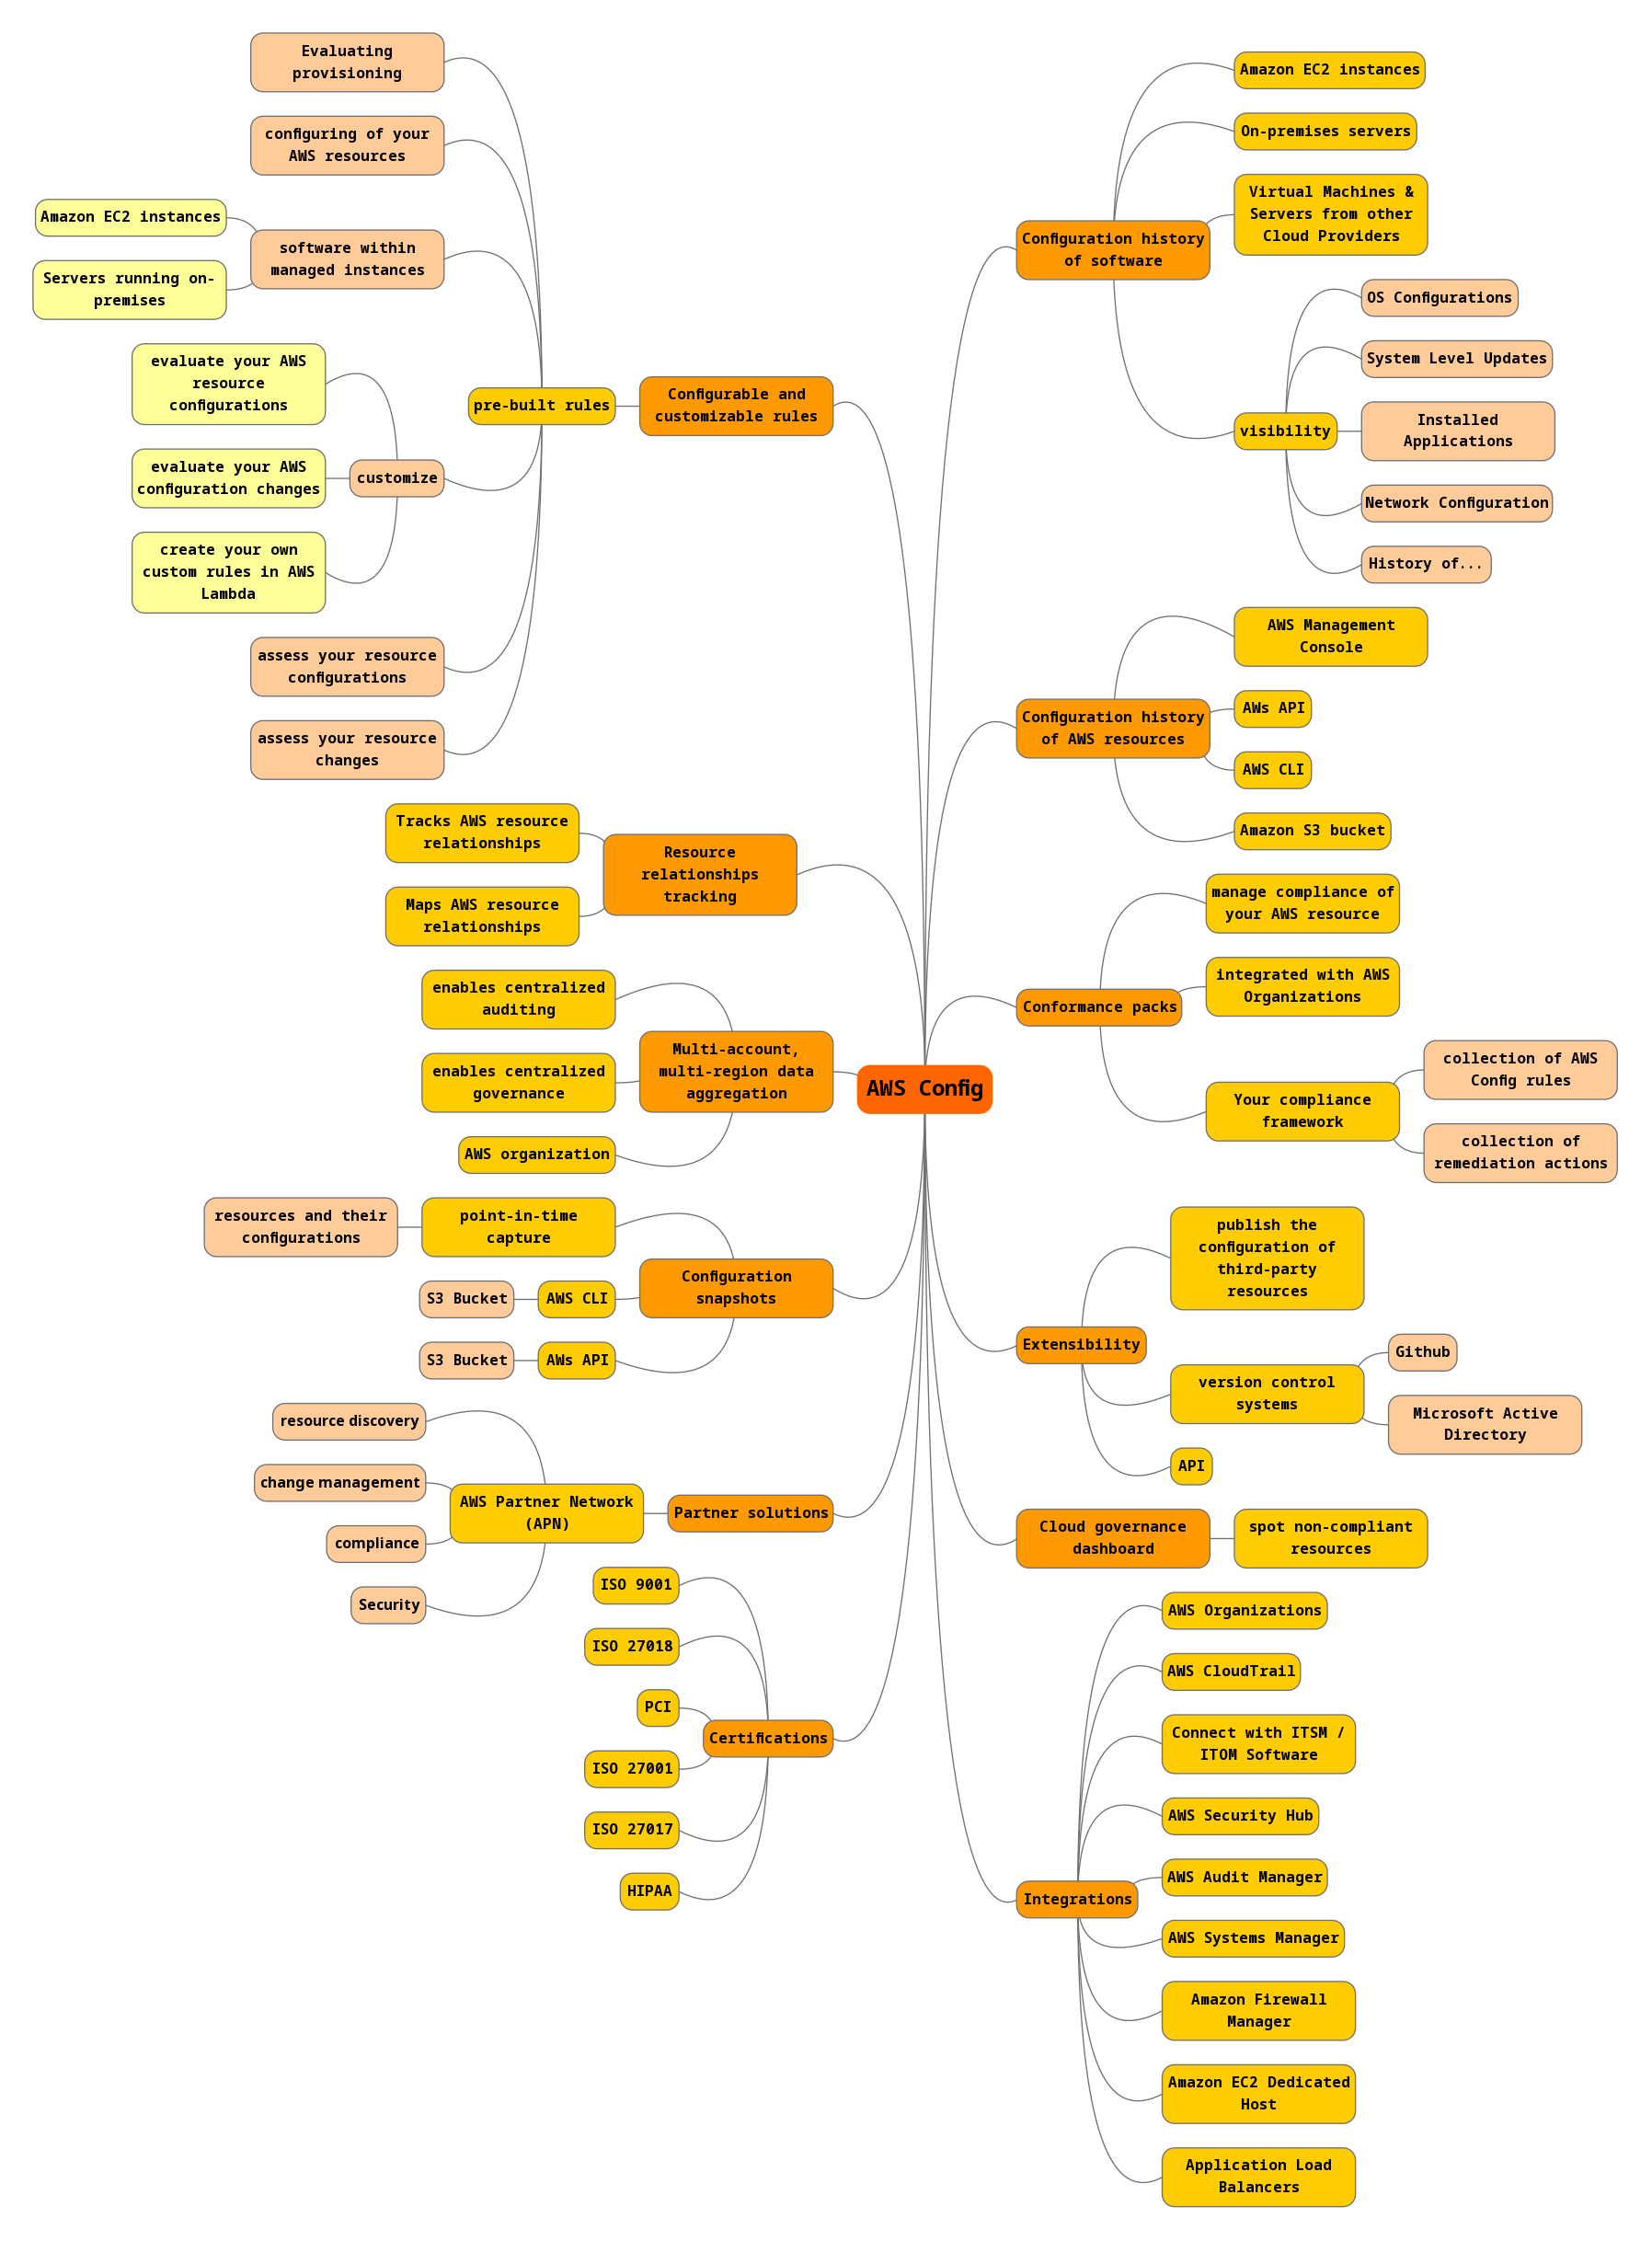 AWS Config
Configuration history
of software
Amazon EC2 instances
On-premises servers
Virtual Machines &
Servers from other
Cloud Providers
visibility
OS Configurations
System Level Updates
Installed
Applications
Network Configuration
History of...
Configuration history
of AWS resources
AWS Management
Console
AWs API
AWS CLI
Amazon S3 bucket
Conformance packs
manage compliance of
your AWS resource
integrated with AWS
Organizations
Your compliance
framework
collection of AWS
Config rules
collection of
remediation actions
Extensibility
publish the
configuration of
third-party
resources
version control
systems
Github
Microsoft Active
Directory
API
Cloud governance
dashboard
spot non-compliant
resources
Integrations
AWS Organizations
AWS CloudTrail
Connect with ITSM /
ITOM Software
AWS Security Hub
AWS Audit Manager
AWS Systems Manager
Amazon Firewall
Manager
Amazon EC2 Dedicated
Host
Application Load
Balancers
Configurable and
customizable rules
pre-built rules
Evaluating
provisioning
configuring of your
AWS resources
software within
managed instances
Amazon EC2 instances
Servers running on-
premises
customize
evaluate your AWS
resource
configurations
evaluate your AWS
configuration changes
create your own
custom rules in AWS
Lambda
assess your resource
configurations
assess your resource
changes
Resource
relationships
tracking
Tracks AWS resource
relationships
Maps AWS resource
relationships
Multi-account,
multi-region data
aggregation
enables centralized
auditing
enables centralized
governance
AWS organization
Configuration
snapshots
point-in-time
capture
resources and their
configurations
AWS CLI
S3 Bucket
AWs API
S3 Bucket
Partner solutions
AWS Partner Network
(APN)
resource discovery
change management
compliance
Security
Certifications
ISO 9001
ISO 27018
PCI
ISO 27001
ISO 27017
HIPAA